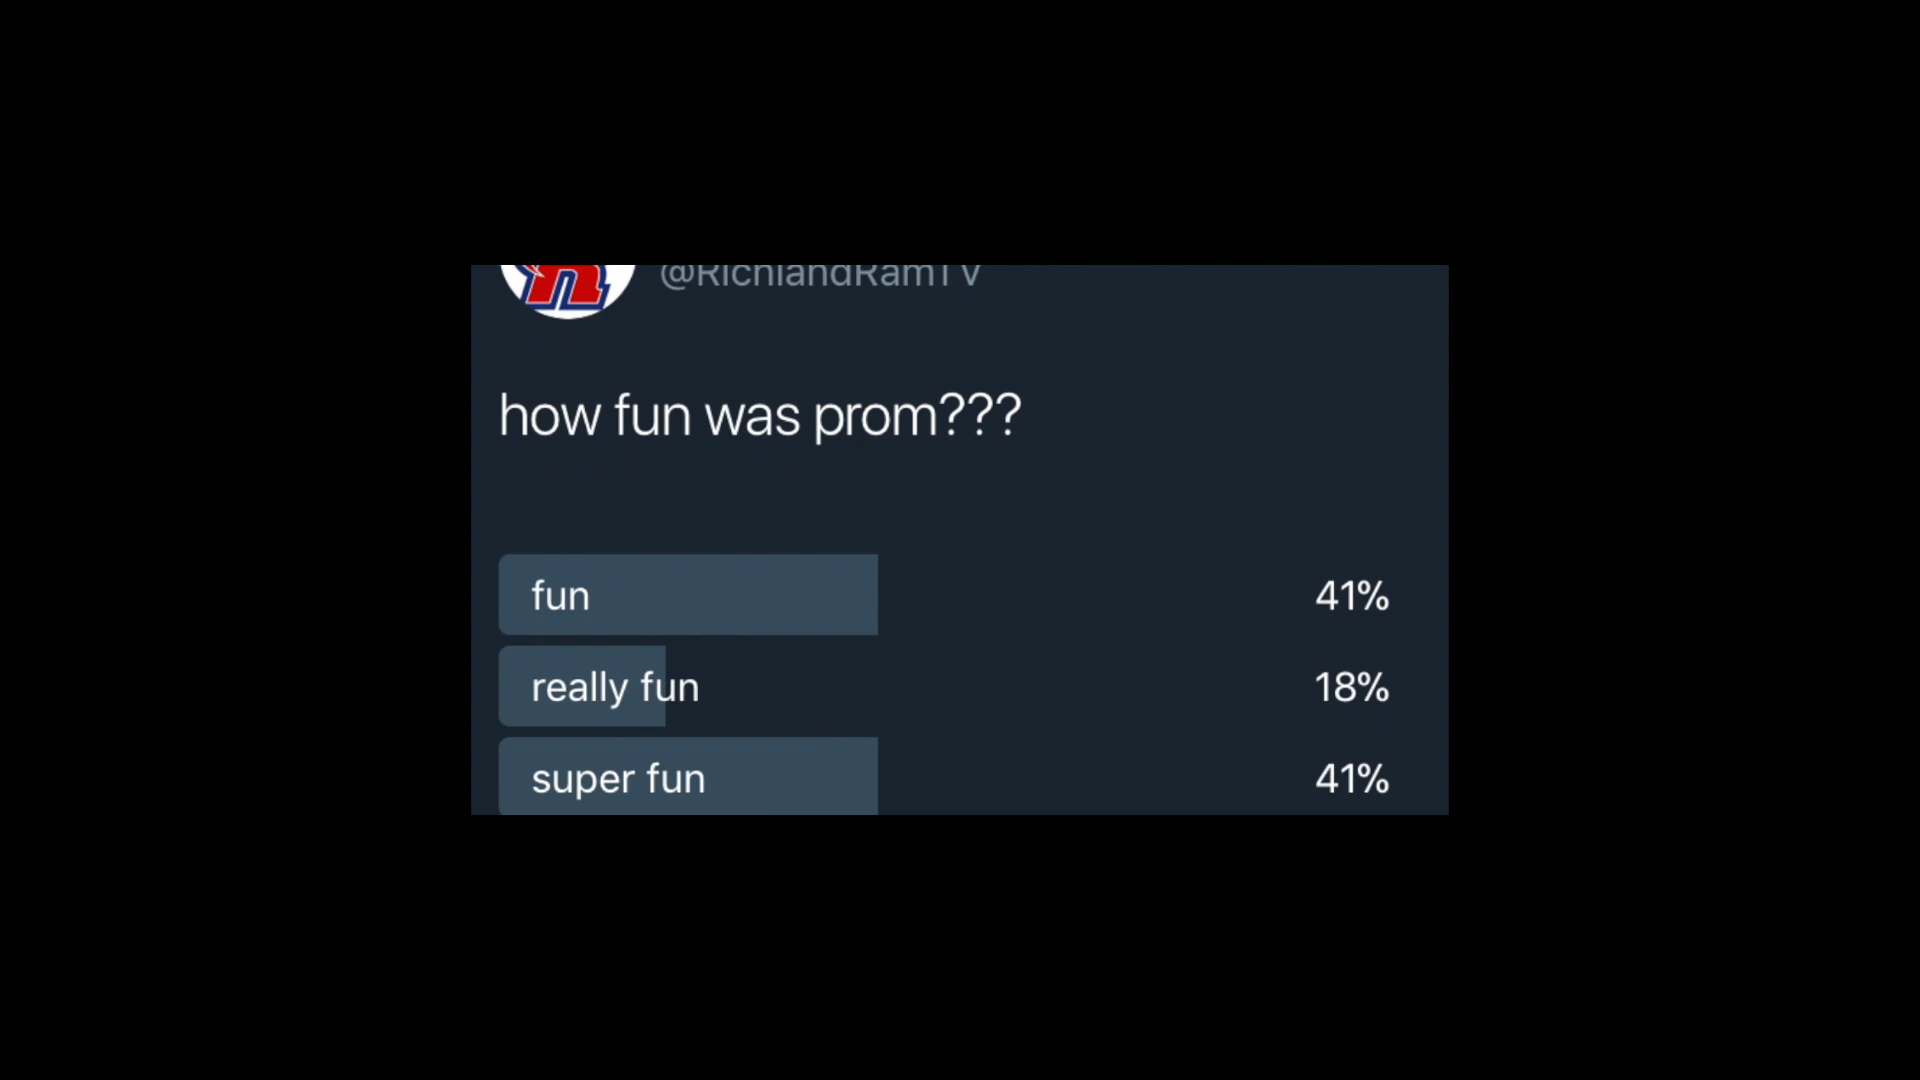 @RichlandRamTV
how fun was prom???
fun 41%
really fun 18%
super fun 41%